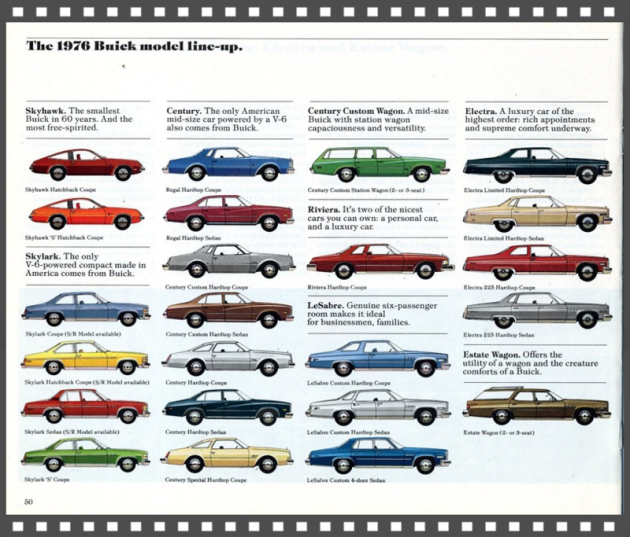 The 1976 Buick model line-up.
Skyhawk. The smallest
Buick in 60 years. And the
most free-spirited.
Skyhawk Hatchback Coupe
Skyhawk 'S' Hatchback Coupe
Skylark. The only
V-6-powered compact made in
America comes from Buick.
Skylark Coupe (S/R Model available)
Skylark Hatchback Coupe (S/R Model available)
Skylark Sedan (S/R Model available)
Skylark 'S' Coupe
Century. The only American
mid-size car powered by a V-6
also comes from Buick.
Regal Hardtop Coupe
Regal Hardtop Sedan
Century Custom Hardtop Coupe
Century Custom Hardtop Sedan
Century Hardtop Coupe
Century Hardtop Sedan
Century Special Hardtop Coupe
Century Custom Wagon. A mid-size
Buick with station wagon
capaciousness and versatility.
Century Custom Station Wagon (2- or 3-seat)
Riviera. It's two of the nicest
cars you can own: a personal car,
and a luxury car.
Riviera Hardtop Coupe
LeSabre. Genuine six-passenger
room makes it ideal
for businessmen, families.
LeSabre Custom Hardtop Coupe
LeSabre Custom Hardtop Sedan
LeSabre Custom 4-door Sedan
Electra. A luxury car of the
highest order: rich appointments
and supreme comfort underway.
Electra Limited Hardtop Coupe
Electra Limited Hardtop Sedan
Electra 225 Hardtop Coupe
Electra 225 Hardtop Sedan
Estate Wagon. Offers the
utility of a wagon and the creature
comforts of a Buick.
Estate Wagon (2- or 3-seat)
50